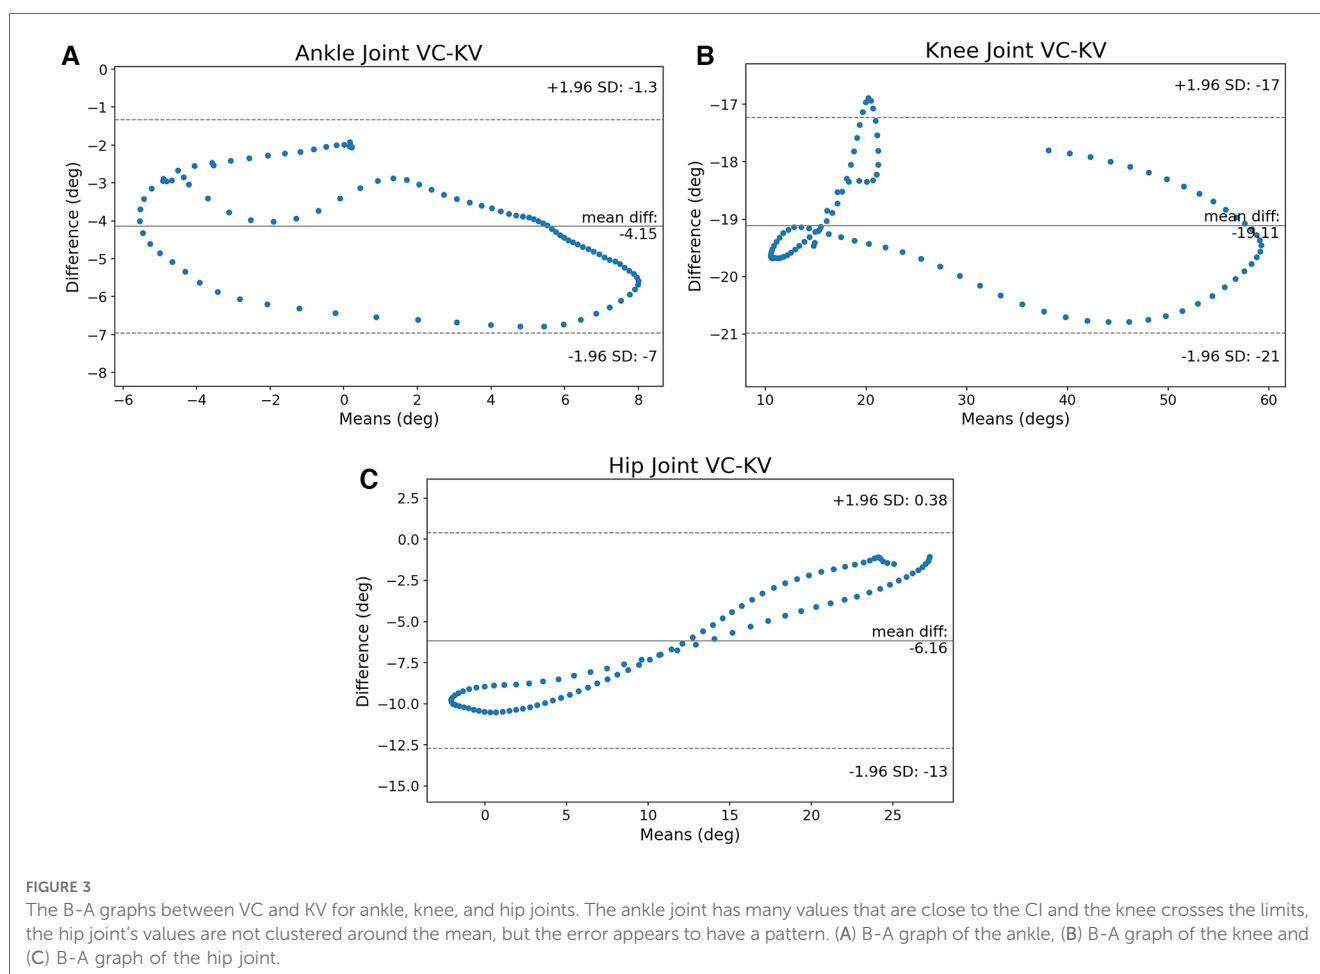 A
Ankle Joint VC-KV
0
−1
−2
−3
−4
−5
−6
−7
−8
Difference (deg)
+1.96 SD: -1.3
mean diff:
-4.15
-1.96 SD: -7
−6 −4 −2 0 2 4 6 8
Means (deg)
B
Knee Joint VC-KV
−17
−18
−19
−20
−21
Difference (deg)
+1.96 SD: -17
mean diff:
-19.11
-1.96 SD: -21
10 20 30 40 50 60
Means (degs)
C
Hip Joint VC-KV
2.5
0.0
−2.5
−5.0
−7.5
−10.0
−12.5
−15.0
Difference (deg)
+1.96 SD: 0.38
mean diff:
-6.16
-1.96 SD: -13
0 5 10 15 20 25
Means (deg)
FIGURE 3
The B-A graphs between VC and KV for ankle, knee, and hip joints. The ankle joint has many values that are close to the CI and the knee crosses the limits,
the hip joint's values are not clustered around the mean, but the error appears to have a pattern. (A) B-A graph of the ankle, (B) B-A graph of the knee and
(C) B-A graph of the hip joint.